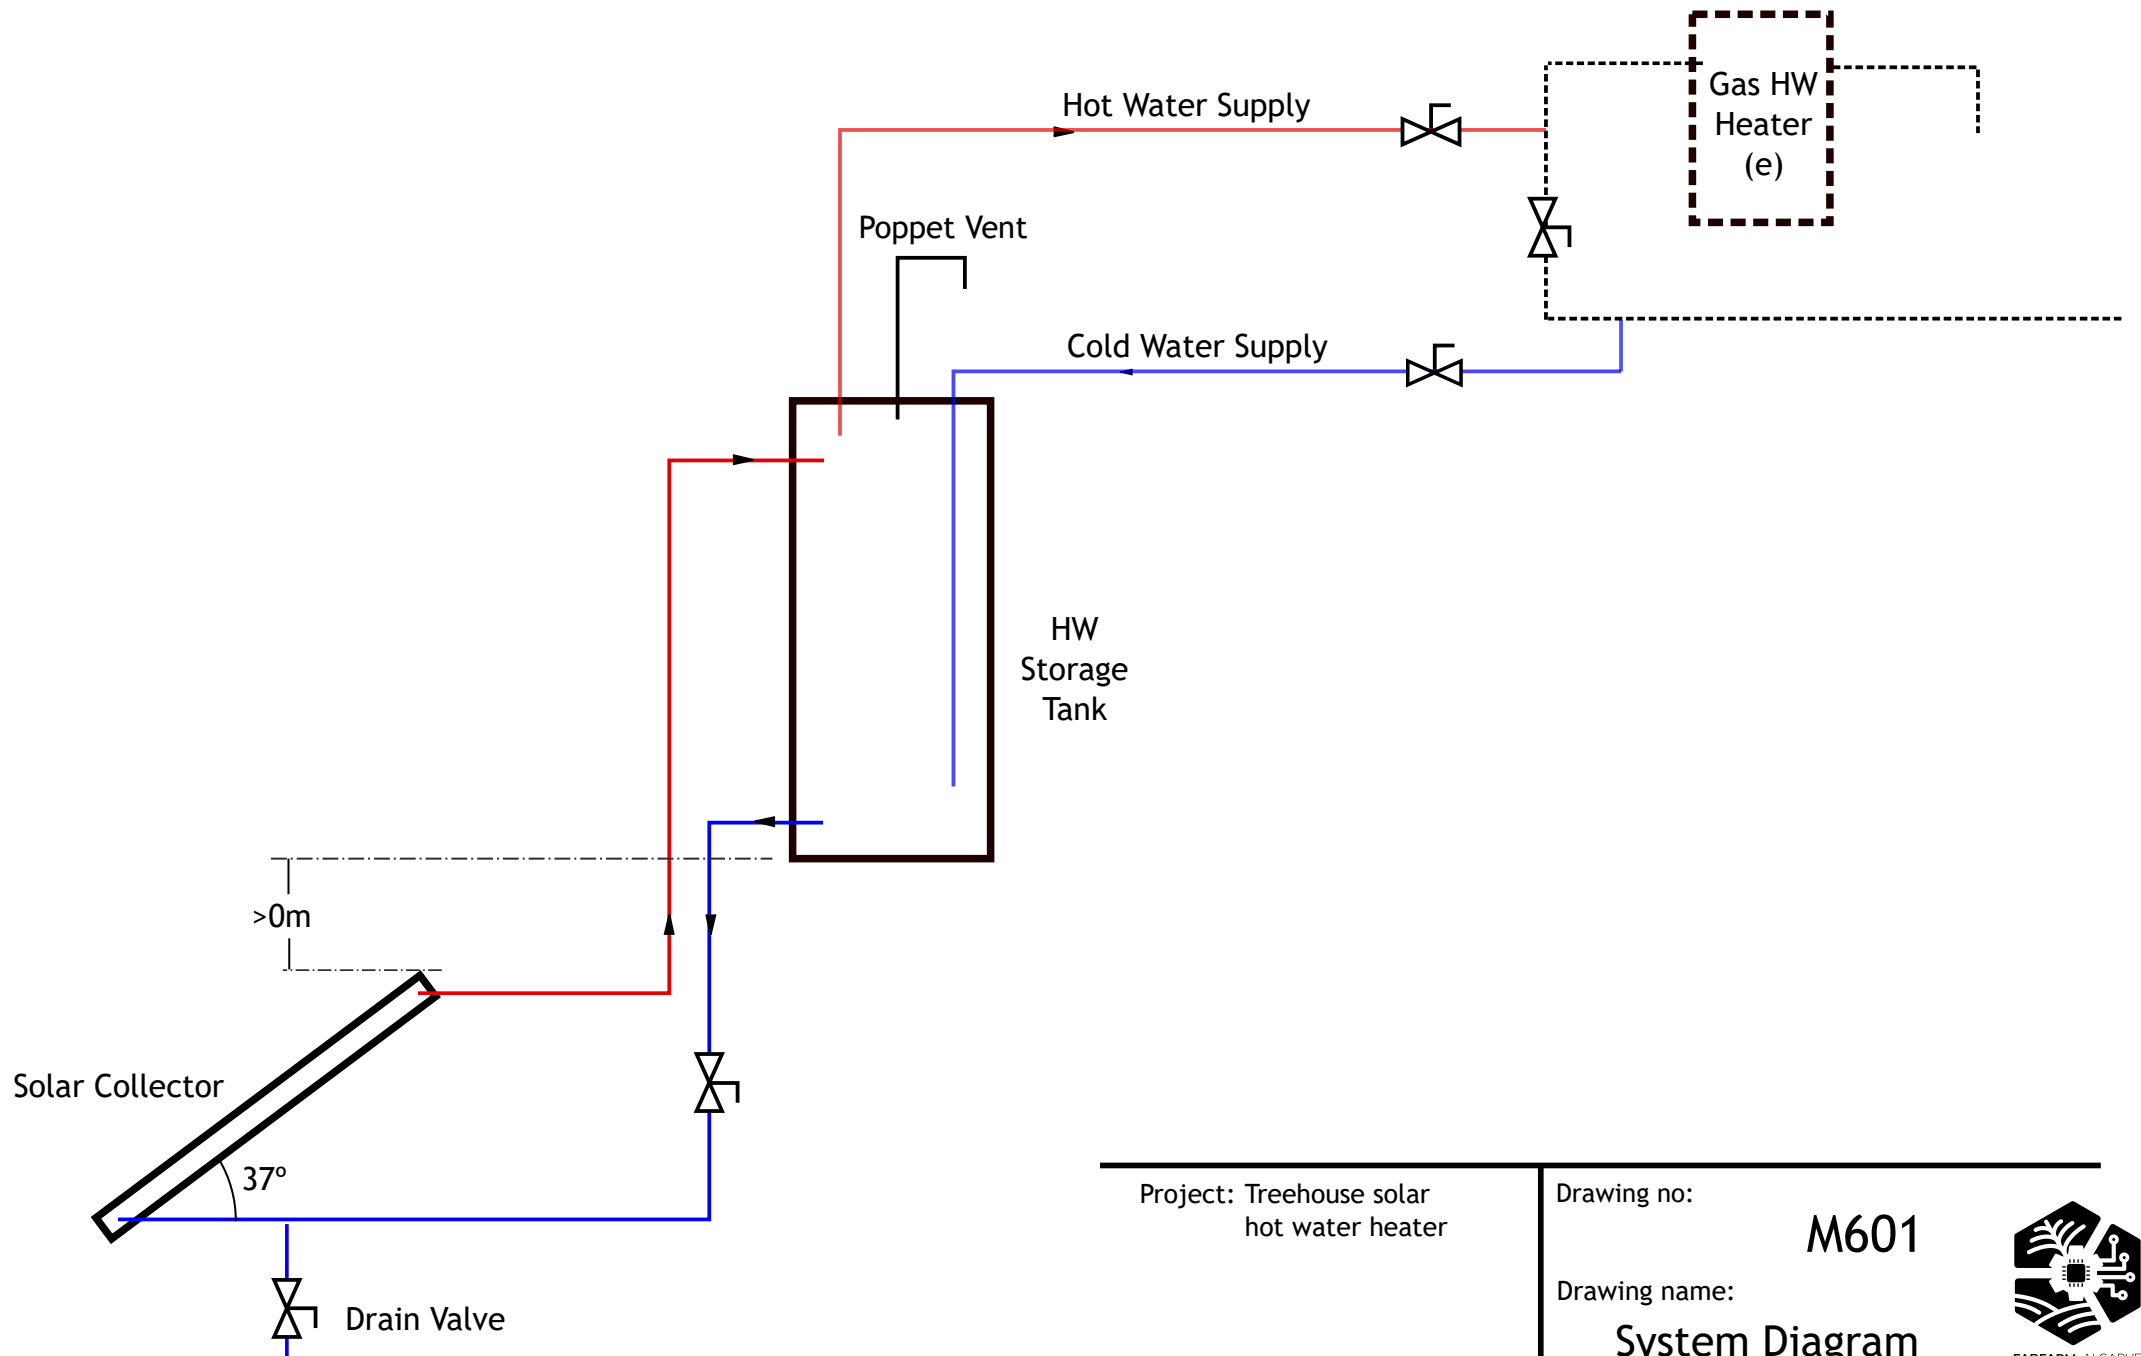 Gas HW
Heater
(e)
Hot Water Supply
Poppet Vent
Cold Water Supply
HW
Storage
Tank
>0m
Solar Collector
37º
Drain Valve
Project: Treehouse solar
hot water heater
Drawing no:
M601
Drawing name:
System Diagram